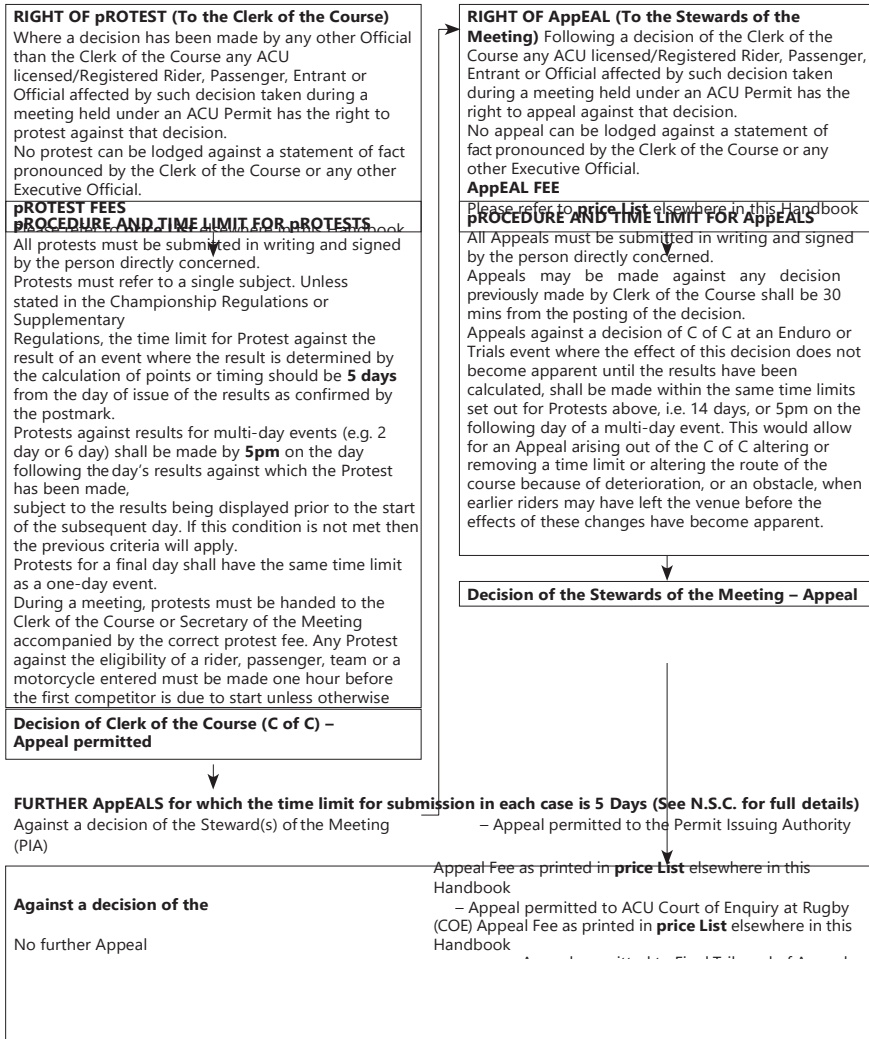 RIGHT OF pROTEST (To the Clerk of the Course)
Where a decision has been made by any other Official
than the Clerk of the Course any ACU
licensed/Registered Rider, Passenger, Entrant or
Official affected by such decision taken during a
meeting held under an ACU Permit has the right to
protest against that decision.
No protest can be lodged against a statement of fact
pronounced by the Clerk of the Course or any other
Executive Official.
pROTEST FEES
Please refer to price List elsewhere in this Handbook
pROCEDURE AND TIME LIMIT FOR pROTESTS
All protests must be submitted in writing and signed
by the person directly concerned.
Protests must refer to a single subject. Unless
stated in the Championship Regulations or
Supplementary
Regulations, the time limit for Protest against the
result of an event where the result is determined by
the calculation of points or timing should be 5 days
from the day of issue of the results as confirmed by
the postmark.
Protests against results for multi-day events (e.g. 2
day or 6 day) shall be made by 5pm on the day
following the day's results against which the Protest
has been made,
subject to the results being displayed prior to the start
of the subsequent day. If this condition is not met then
the previous criteria will apply.
Protests for a final day shall have the same time limit
as a one-day event.
During a meeting, protests must be handed to the
Clerk of the Course or Secretary of the Meeting
accompanied by the correct protest fee. Any Protest
against the eligibility of a rider, passenger, team or a
motorcycle entered must be made one hour before
the first competitor is due to start unless otherwise
Decision of Clerk of the Course (C of C) –
Appeal permitted
RIGHT OF AppEAL (To the Stewards of the
Meeting) Following a decision of the Clerk of the
Course any ACU licensed/Registered Rider, Passenger,
Entrant or Official affected by such decision taken
during a meeting held under an ACU Permit has the
right to appeal against that decision.
No appeal can be lodged against a statement of
fact pronounced by the Clerk of the Course or any
other Executive Official.
AppEAL FEE
Please refer to price List elsewhere in this Handbook
pROCEDURE AND TIME LIMIT FOR AppEALS
All Appeals must be submitted in writing and signed
by the person directly concerned.
Appeals may be made against any decision
previously made by Clerk of the Course shall be 30
mins from the posting of the decision.
Appeals against a decision of C of C at an Enduro or
Trials event where the effect of this decision does not
become apparent until the results have been
calculated, shall be made within the same time limits
set out for Protests above, i.e. 14 days, or 5pm on the
following day of a multi-day event. This would allow
for an Appeal arising out of the C of C altering or
removing a time limit or altering the route of the
course because of deterioration, or an obstacle, when
earlier riders may have left the venue before the
effects of these changes have become apparent.
Decision of the Stewards of the Meeting – Appeal
FURTHER AppEALS for which the time limit for submission in each case is 5 Days (See N.S.C. for full details)
Against a decision of the Steward(s) of the Meeting – Appeal permitted to the Permit Issuing Authority
(PIA)
Appeal Fee as printed in price List elsewhere in this
Handbook
Against a decision of the
– Appeal permitted to ACU Court of Enquiry at Rugby
(COE) Appeal Fee as printed in price List elsewhere in this
No further Appeal
Handbook